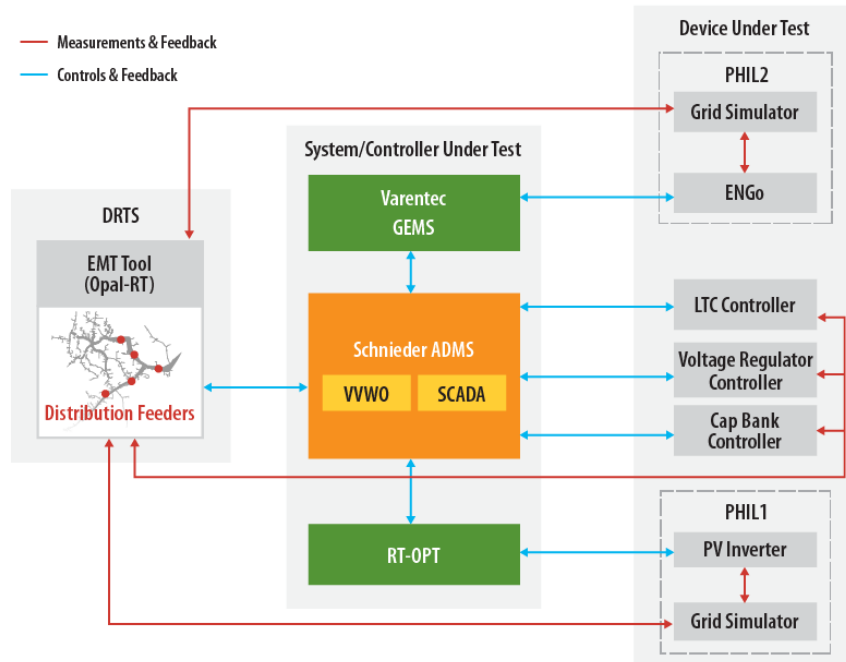 Measurements & Feedback
Controls & Feedback
Device Under Test
PHIL2
Grid Simulator
ENGo
System/Controller Under Test
Varentec
GEMS
DRTS
EMT Tool
(Opal-RT)
Distribution Feeders
Schnieder ADMS
VVWO
SCADA
LTC Controller
Voltage Regulator
Controller
Cap Bank
Controller
RT-OPT
PHIL1
PV Inverter
Grid Simulator